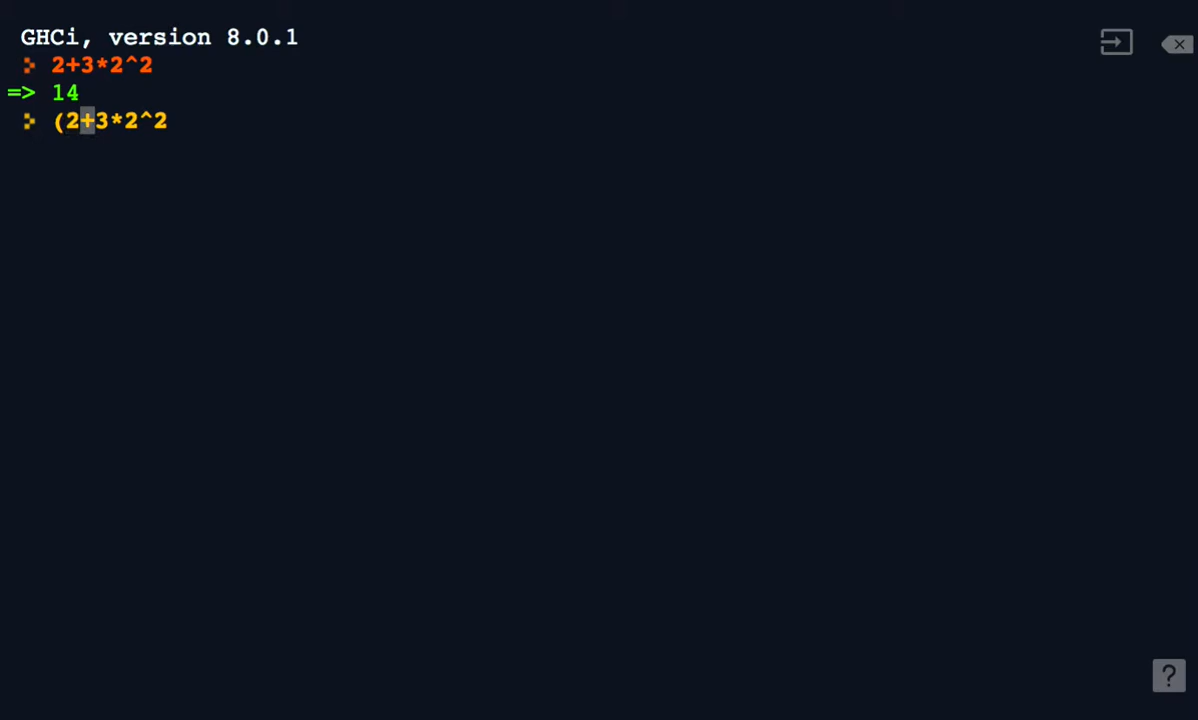 GHCi, version 8.0.1
> 2+3*2^2
=> 14
> (2+3*2^2
?